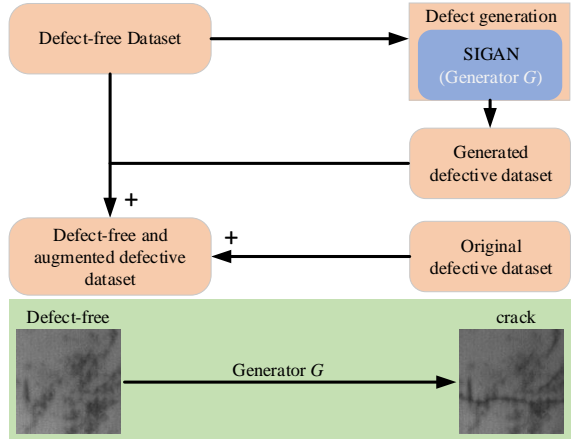 Defect-free Dataset
Defect generation
SIGAN
(Generator G)
Generated
defective dataset
+
+
Defect-free and
augmented defective
dataset
Original
defective dataset
Defect-free
crack
Generator G